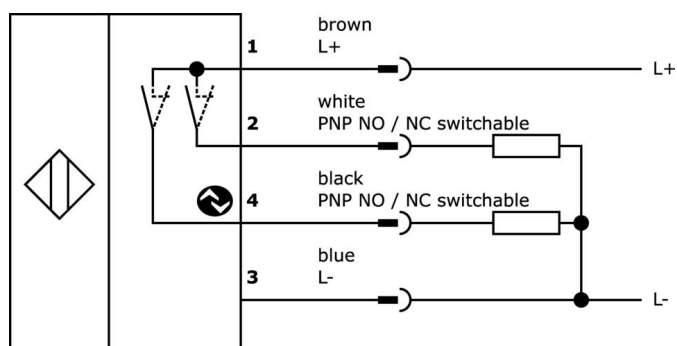 brown
1 L+
L+
white
2 PNP NO / NC switchable
black
4 PNP NO / NC switchable
blue
3 L-
L-